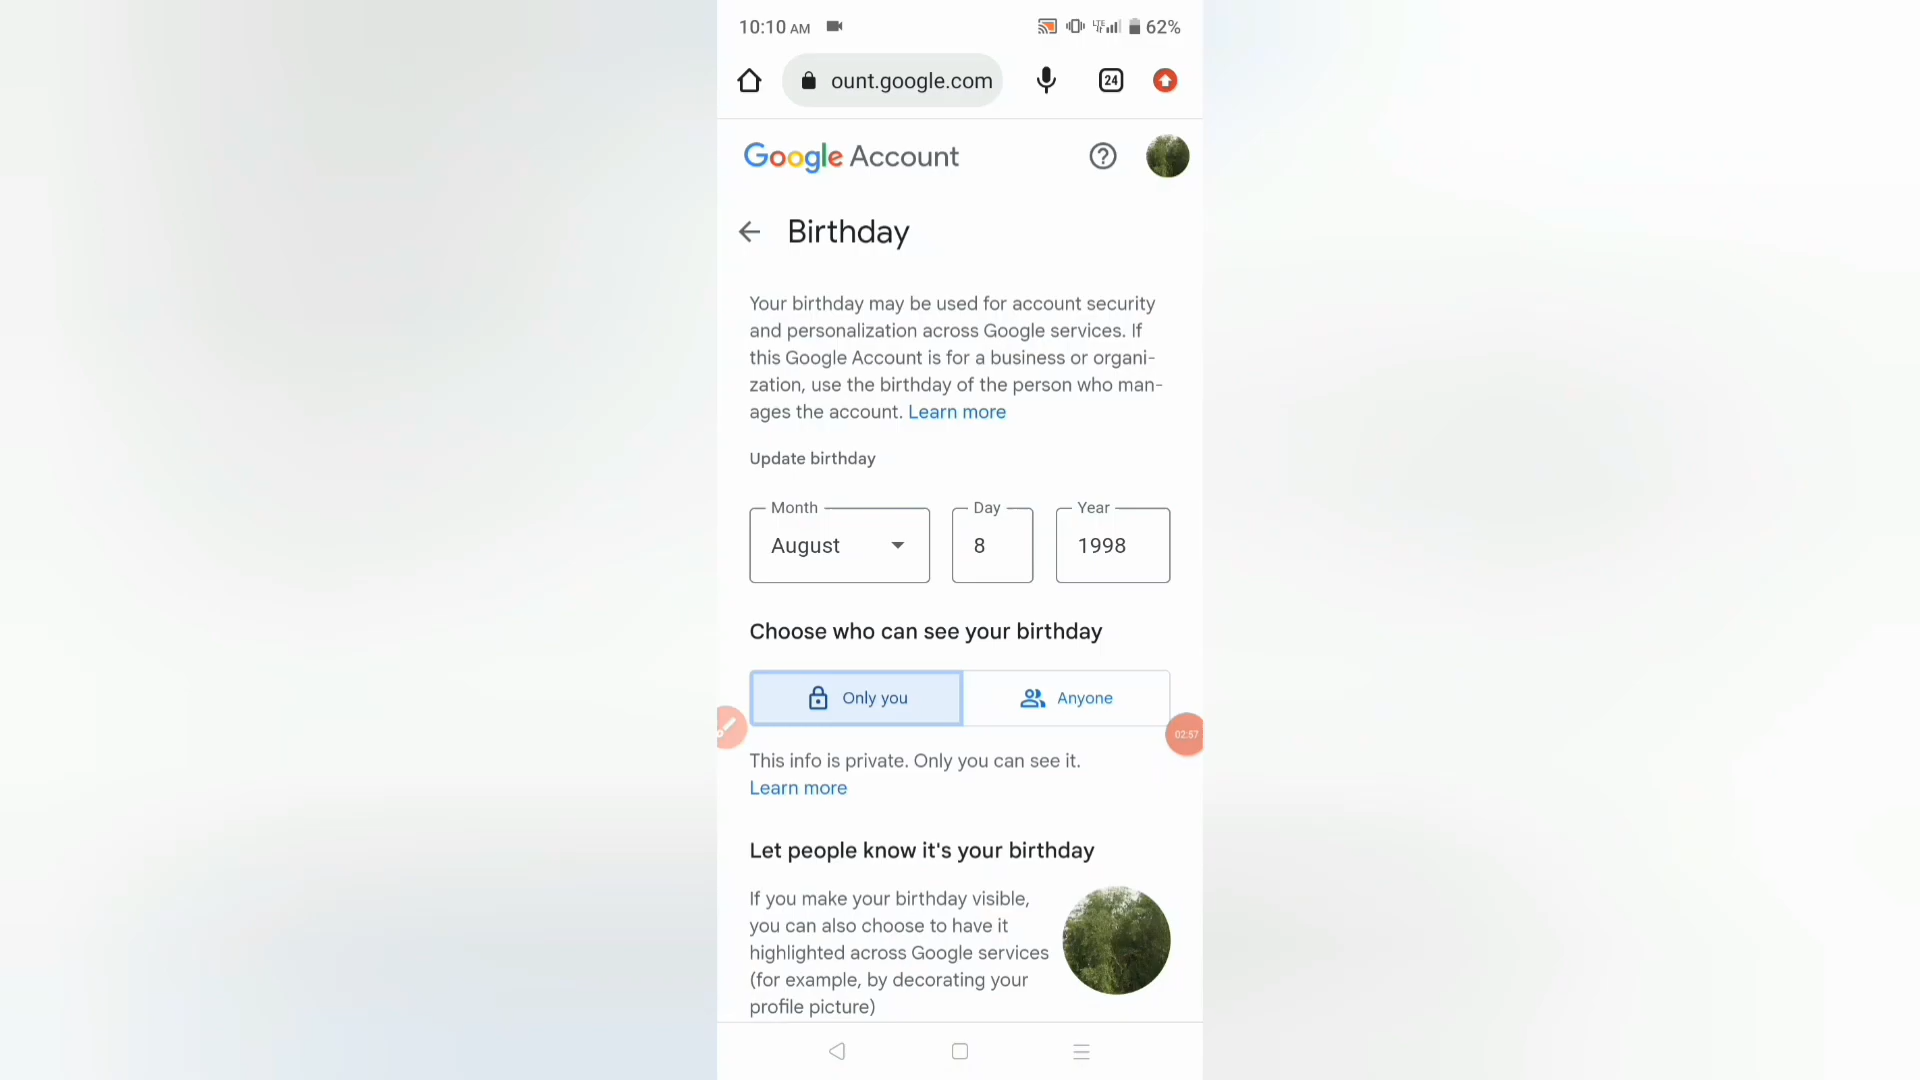 10:10 AM LTE 62%
ount.google.com 24
Google Account
Birthday
Your birthday may be used for account security
and personalization across Google services. If
this Google Account is for a business or organi-
zation, use the birthday of the person who man-
ages the account. Learn more
Update birthday
Month Day Year
August 8 1998
Choose who can see your birthday
Only you Anyone
02:57
This info is private. Only you can see it.
Learn more
Let people know it's your birthday
If you make your birthday visible,
you can also choose to have it
highlighted across Google services
(for example, by decorating your
profile picture)